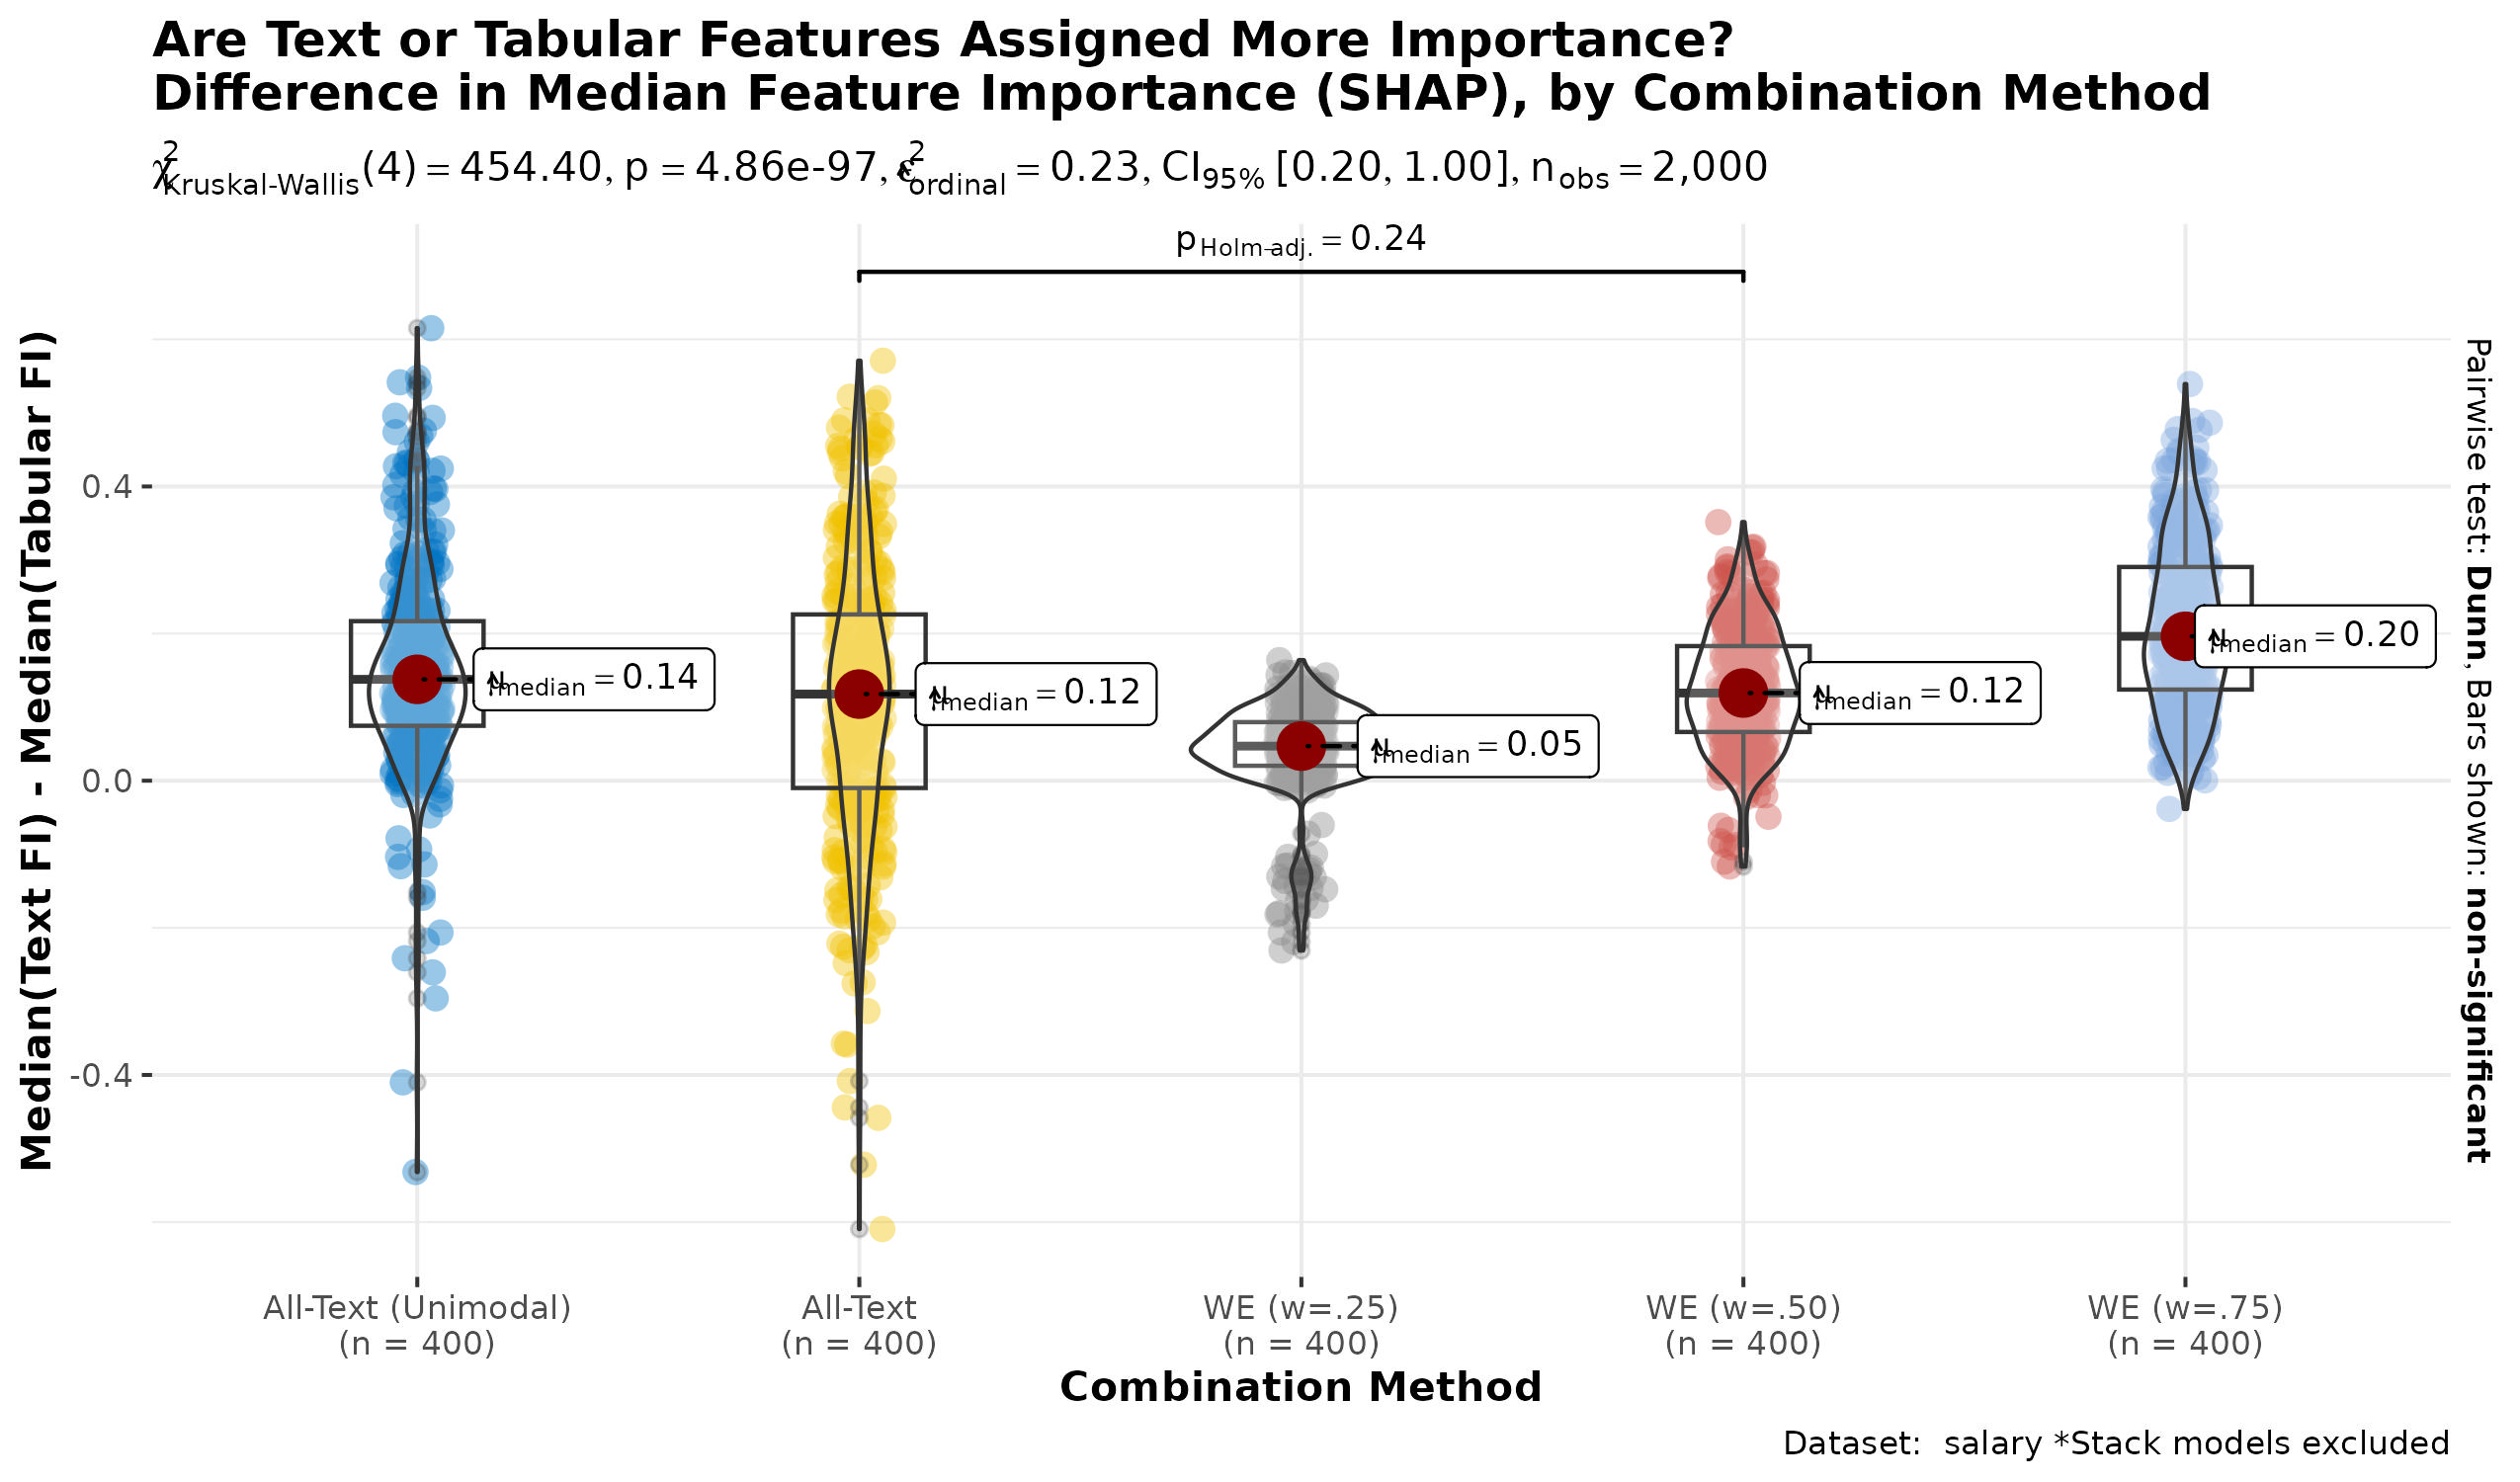 Are Text or Tabular Features Assigned More Importance?
Difference in Median Feature Importance (SHAP), by Combination Method
χ²Kruskal-Wallis(4) = 454.40, p = 4.86e-97, ε̂²ordinal = 0.23, CI95% [0.20, 1.00], nobs = 2,000
pHolm-adj. = 0.24
Median(Text FI) - Median(Tabular FI)
0.4
0.0
-0.4
μ̂median = 0.14
μ̂median = 0.12
μ̂median = 0.05
μ̂median = 0.12
μ̂median = 0.20
Pairwise test: Dunn, Bars shown: non-significant
All-Text (Unimodal)
(n = 400)
All-Text
(n = 400)
WE (w=.25)
(n = 400)
WE (w=.50)
(n = 400)
WE (w=.75)
(n = 400)
Combination Method
Dataset:  salary *Stack models excluded